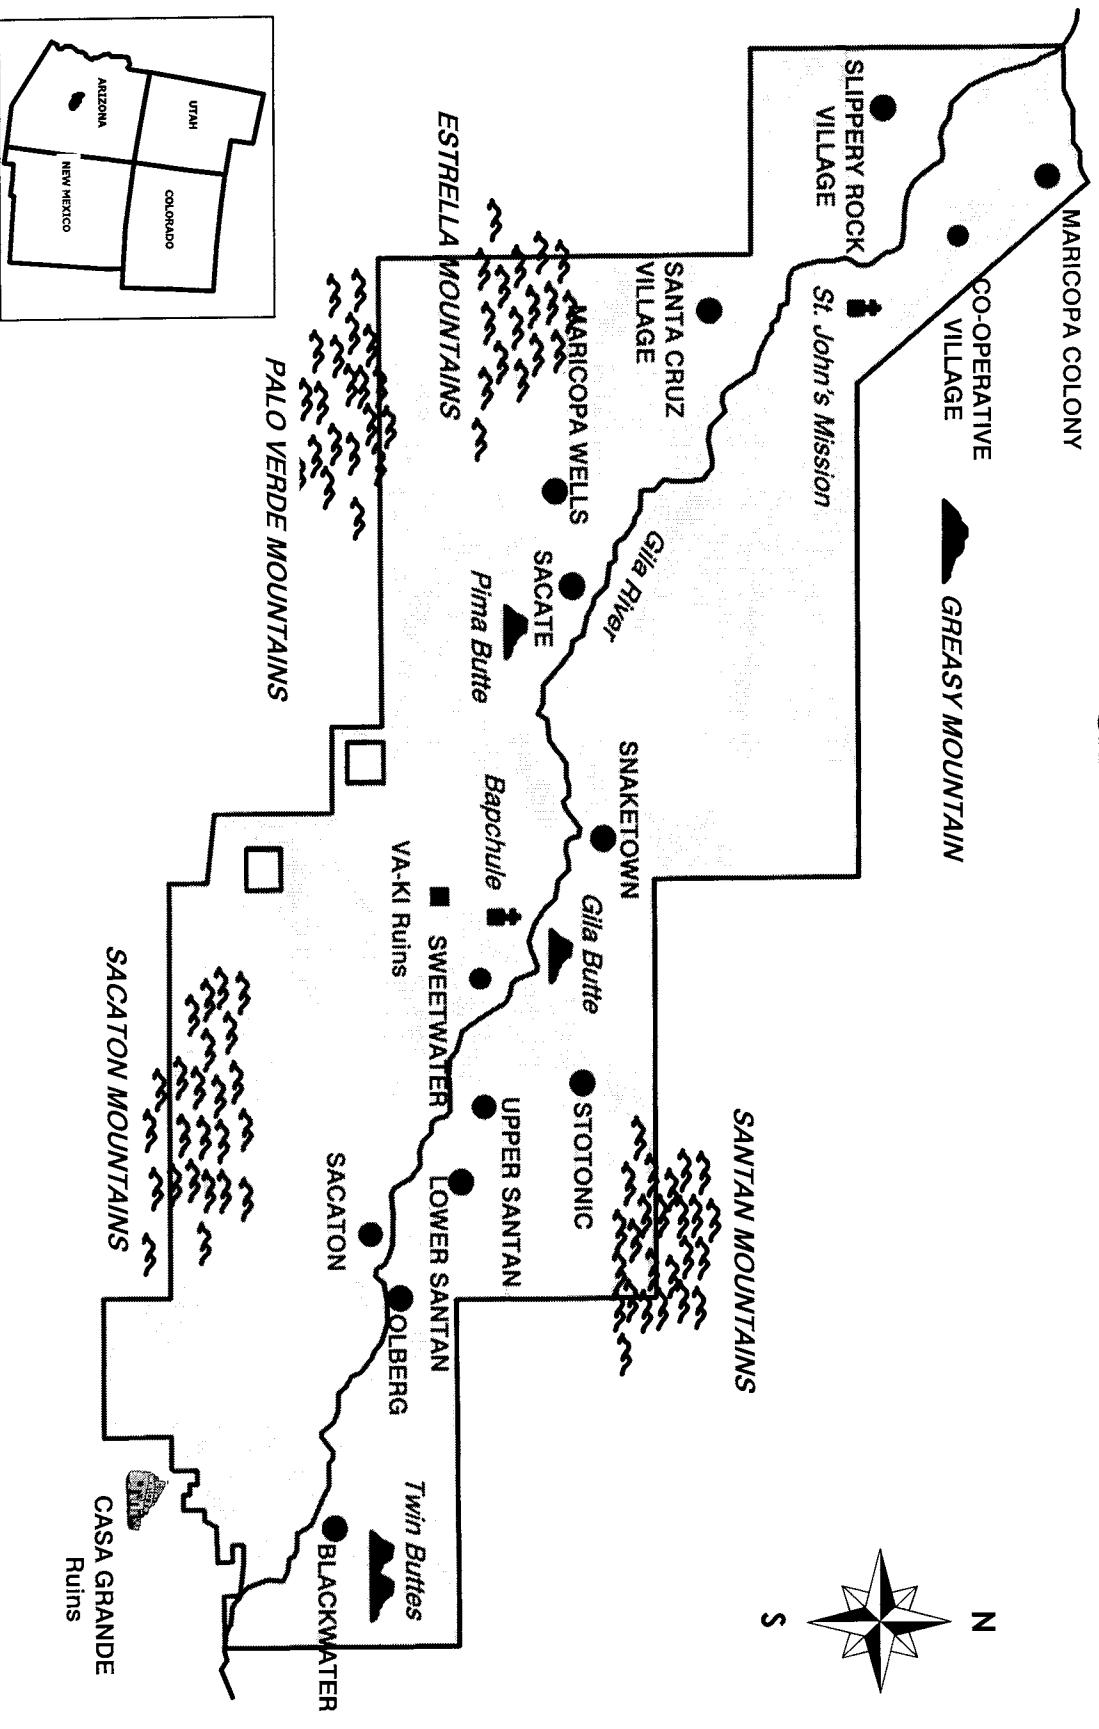 MARICOPA COLONY
CO-OPERATIVE
VILLAGE
SLIPPERY ROCK
VILLAGE
St. John's Mission
GREASY MOUNTAIN
SANTA CRUZ
VILLAGE
Gila River
ESTRELLA MOUNTAINS
MARICOPA WELLS
SACATE
Pima Butte
PALO VERDE MOUNTAINS
SNAKETOWN
Gila Butte
Bapchule
VA-KI Ruins
SWEETWATER
STOTONIC
SANTAN MOUNTAINS
UPPER SANTAN
LOWER SANTAN
SACATON
OLBERG
SACATON MOUNTAINS
Twin Buttes
BLACKWATER
CASA GRANDE
Ruins
N
S
UTAH
COLORADO
ARIZONA
NEW MEXICO